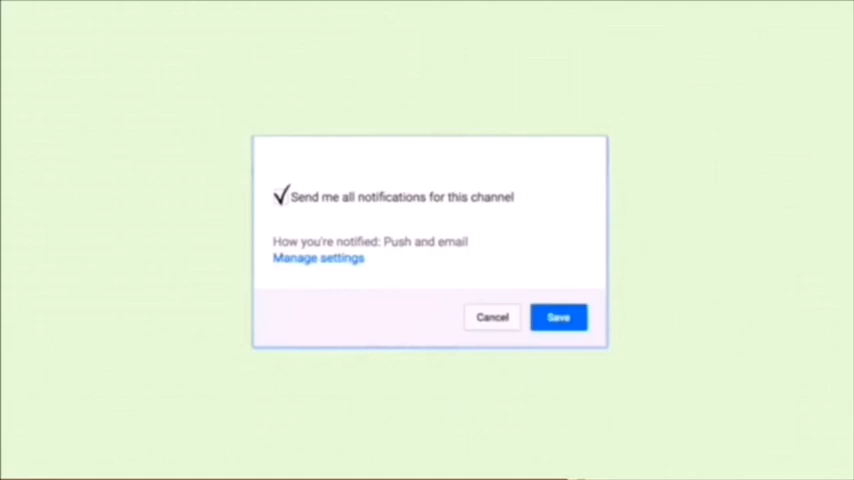 Send me all notifications for this channel
How you're notified: Push and email
Manage settings
Cancel
Save